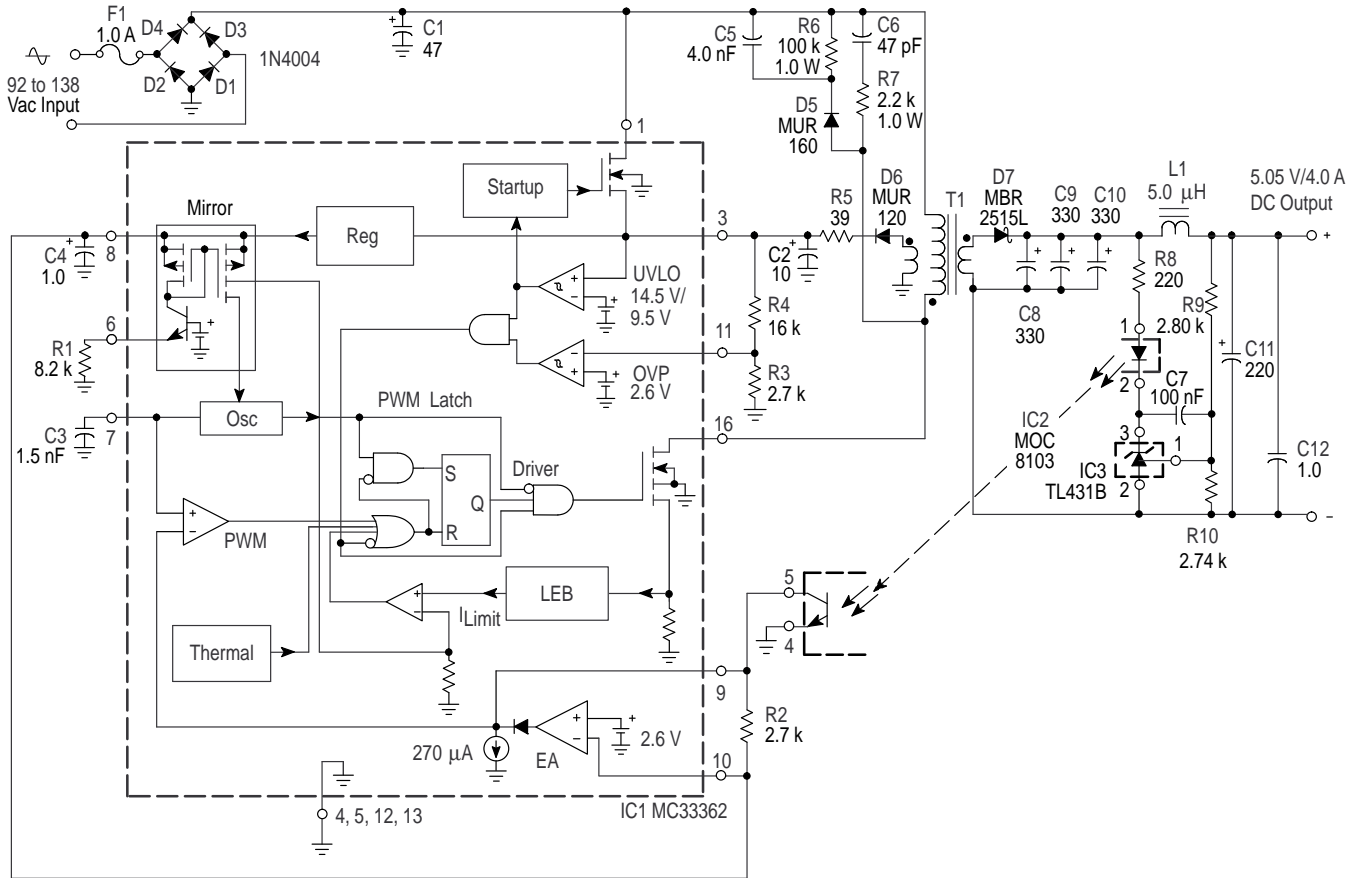 F1
1.0 A
D4
D3
D2
D1
1N4004
92 to 138
Vac Input
C1
47
+
C5
4.0 nF
R6
100 k
1.0 W
C6
47 pF
R7
2.2 k
1.0 W
D5
MUR
160
1
Startup
Mirror
Reg
8
C4
1.0
+
3
R5
39
D6
MUR
120
T1
D7
MBR
2515L
C9
330
C10
330
L1
5.0 μH
5.05 V/4.0 A
DC Output
+
C2
10
+
UVLO
14.5 V/
9.5 V
+
–
+
R4
16 k
11
R3
2.7 k
OVP
2.6 V
+
–
+
6
R1
8.2 k
+
C8
330
+
+
+
R8
220
R9
2.80 k
1
2
C7
100 nF
IC2
MOC
8103
3
1
IC3
TL431B
2
+
C11
220
C12
1.0
–
R10
2.74 k
C3
1.5 nF
7
Osc
PWM Latch
S
Q
R
Driver
16
+
–
PWM
+
–
ILimit
LEB
Thermal
5
4
9
R2
2.7 k
10
270 μA
EA
+
–
+
2.6 V
4, 5, 12, 13
IC1 MC33362